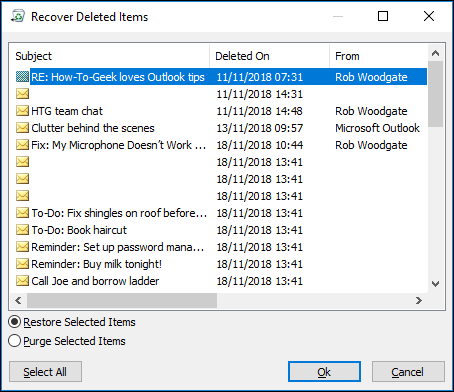 Recover Deleted Items
Subject Deleted On From
RE: How-To-Geek loves Outlook tips 11/11/2018 07:31 Rob Woodgate
11/11/2018 14:31
HTG team chat 11/11/2018 14:48 Rob Woodgate
Clutter behind the scenes 13/11/2018 09:57 Microsoft Outlook
Fix: My Microphone Doesn't Work ... 18/11/2018 10:44 Rob Woodgate
18/11/2018 13:41
18/11/2018 13:41
18/11/2018 13:41
To-Do: Fix shingles on roof before... 18/11/2018 13:41
To-Do: Book haircut 18/11/2018 13:41
Reminder: Set up password mana... 18/11/2018 13:41
Reminder: Buy milk tonight! 18/11/2018 13:41
Call Joe and borrow ladder 18/11/2018 13:41
Restore Selected Items
Purge Selected Items
Select All Ok Cancel